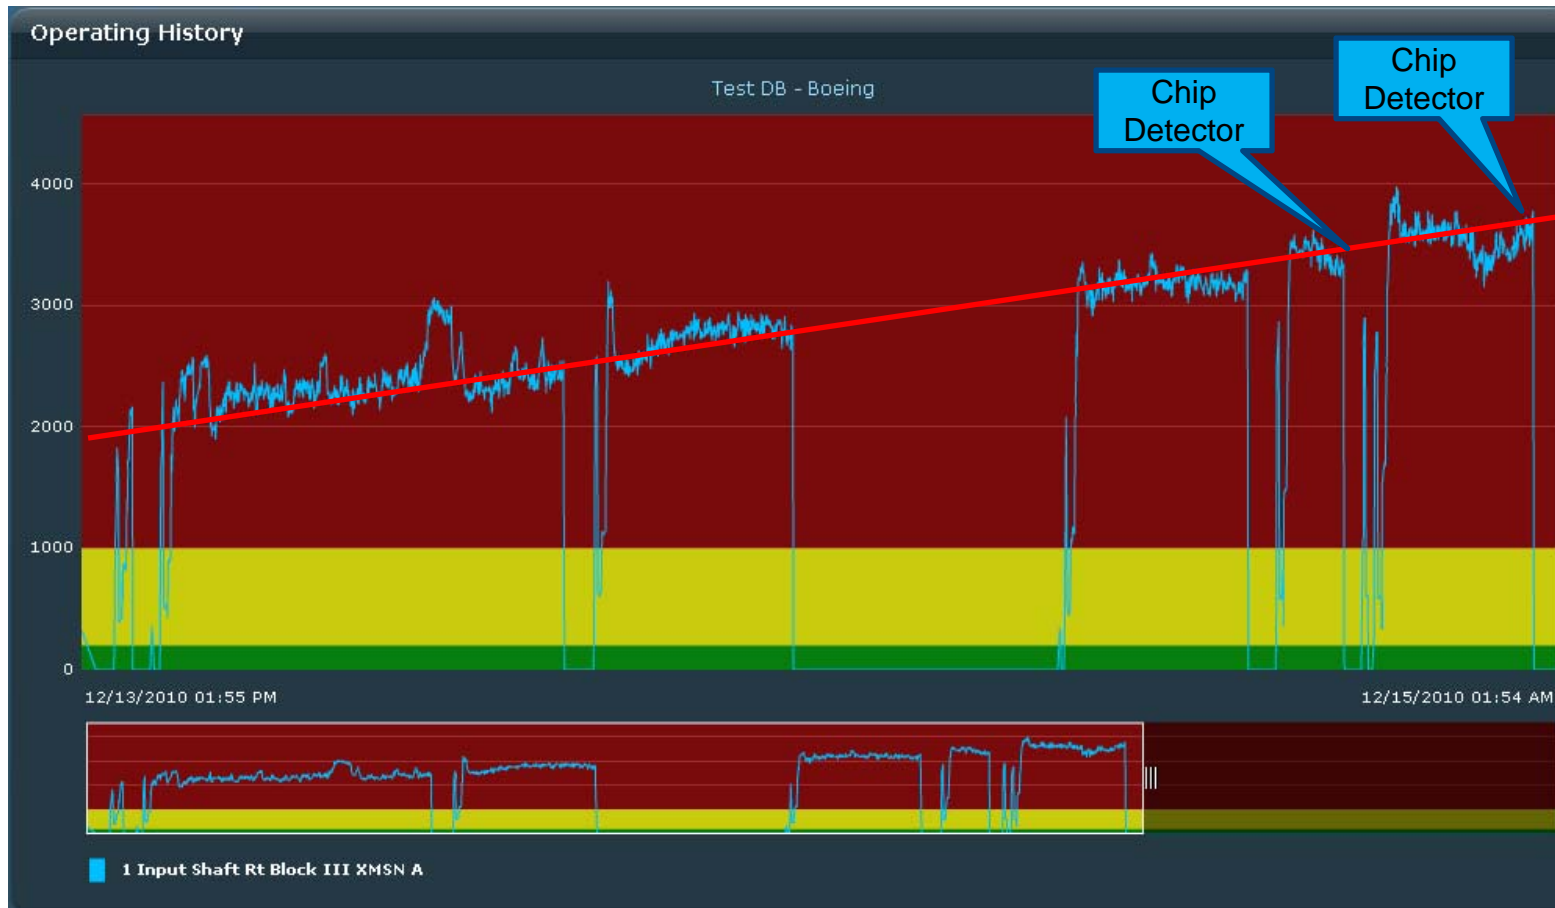 Operating History
Test DB - Boeing
Chip
Detector
Chip
Detector
4000
3000
2000
1000
0
12/13/2010 01:55 PM
12/15/2010 01:54 AM
1 Input Shaft Rt Block III XMSN A